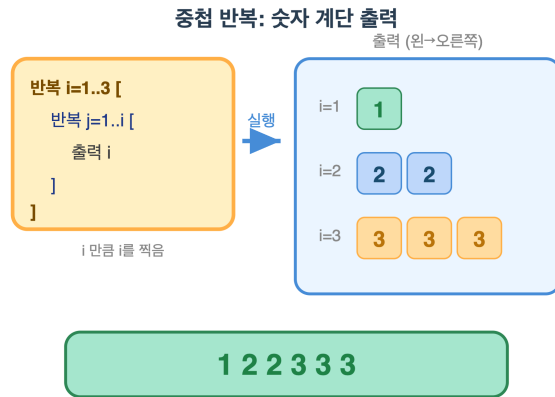 중첩 반복: 숫자 계단 출력
출력 (왼→오른쪽)
반복 i=1..3 [
반복 j=1..i [
출력 i
]
]
i 만큼 i를 찍음
실행
i=1
1
i=2
2 2
i=3
3 3 3
1 2 2 3 3 3